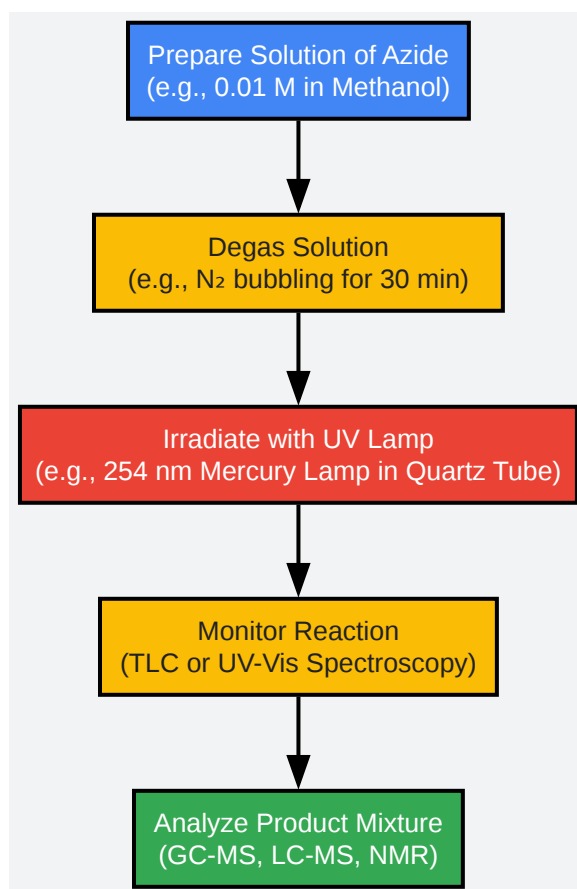 Prepare Solution of Azide
(e.g., 0.01 M in Methanol)
Degas Solution
(e.g., N₂ bubbling for 30 min)
Irradiate with UV Lamp
(e.g., 254 nm Mercury Lamp in Quartz Tube)
Monitor Reaction
(TLC or UV-Vis Spectroscopy)
Analyze Product Mixture
(GC-MS, LC-MS, NMR)